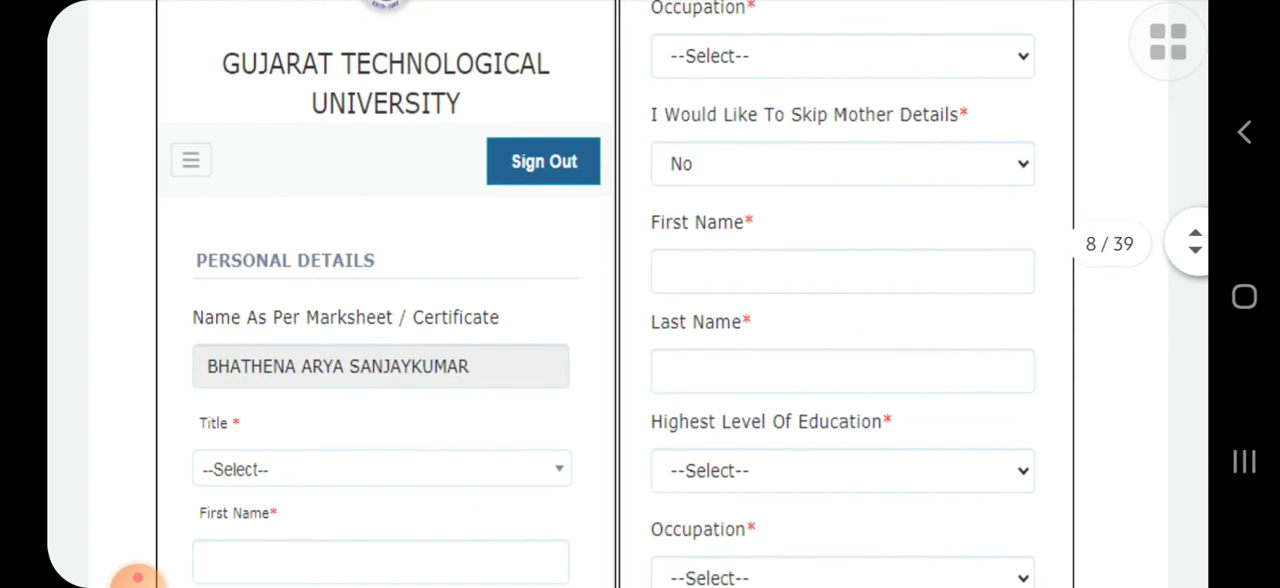 GUJARAT TECHNOLOGICAL
UNIVERSITY
Sign Out
PERSONAL DETAILS
Name As Per Marksheet / Certificate
BHATHENA ARYA SANJAYKUMAR
Title *
--Select--
First Name*
Occupation*
--Select--
I Would Like To Skip Mother Details*
No
First Name*
Last Name*
Highest Level Of Education*
--Select--
Occupation*
--Select--
8 / 39